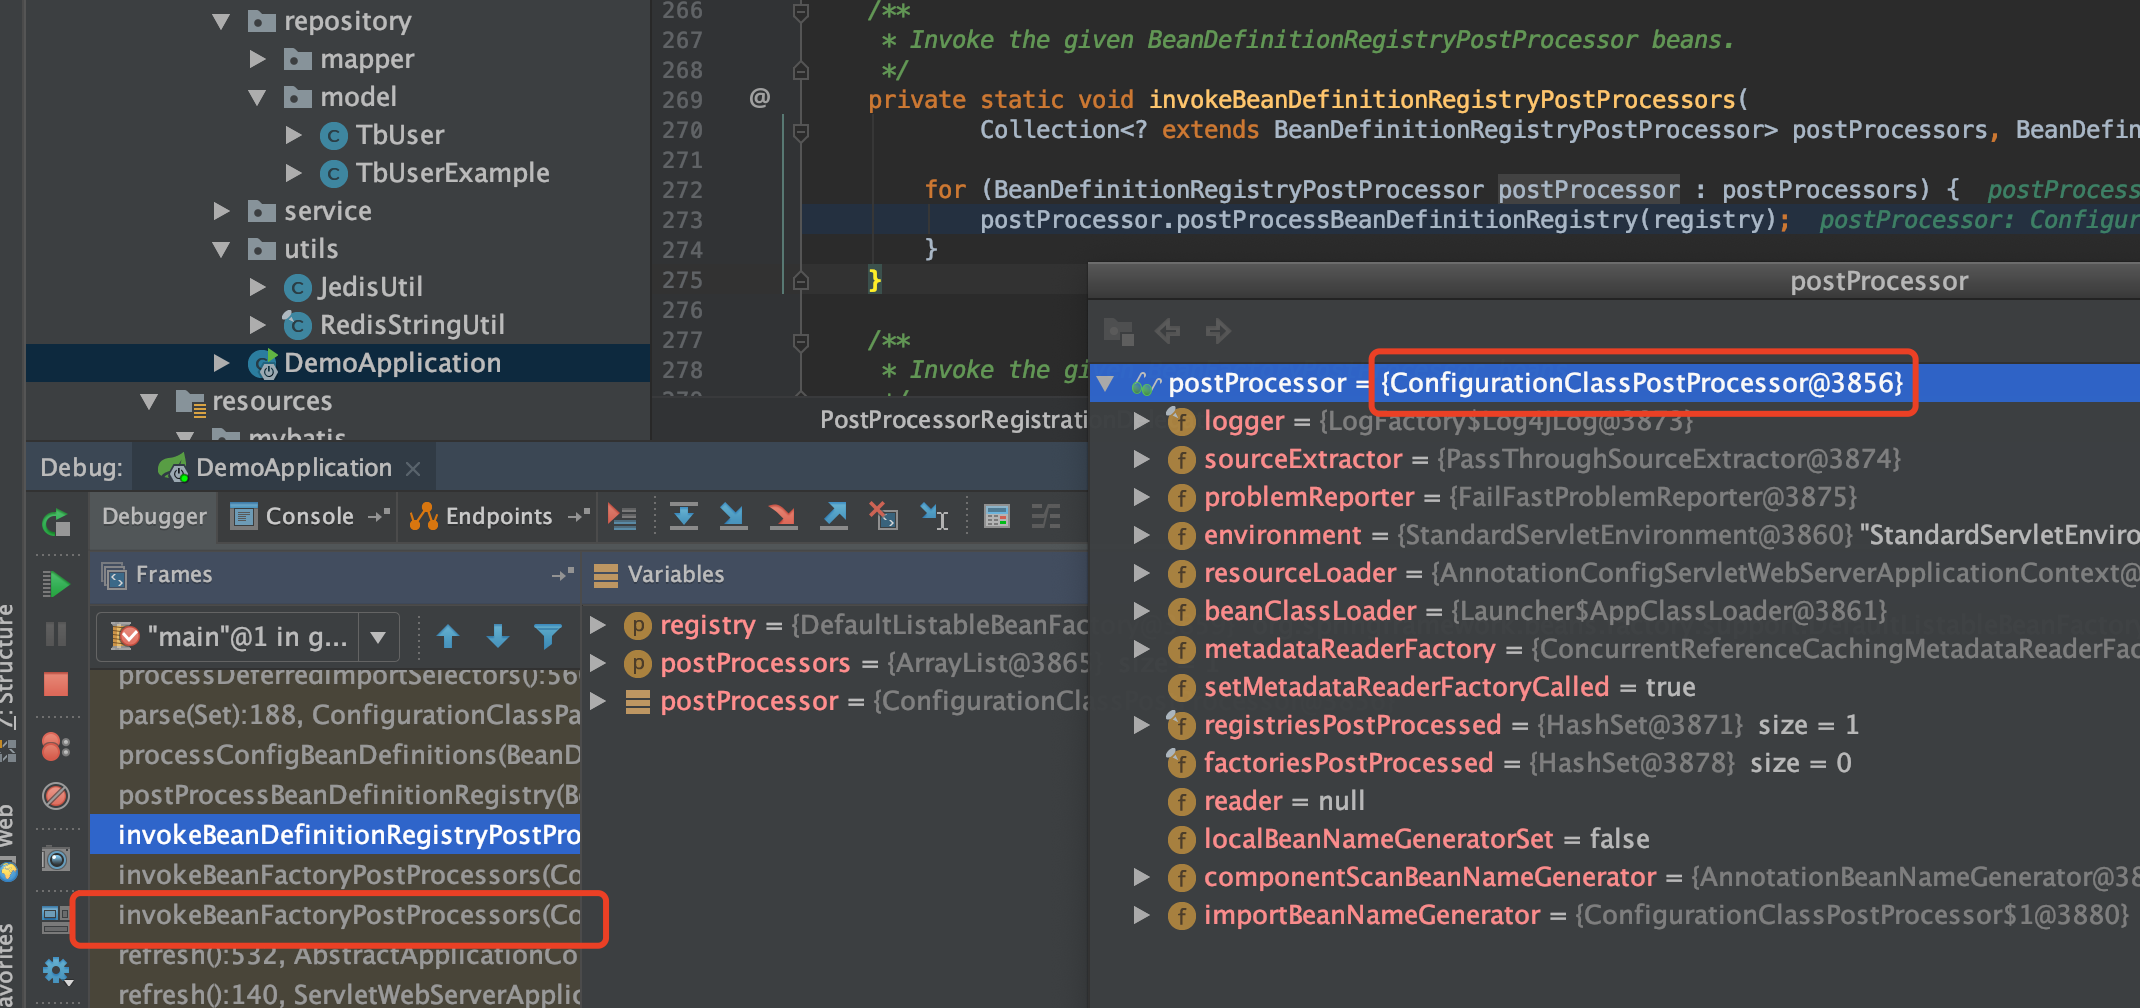 repository
mapper
model
TbUser
TbUserExample
service
utils
JedisUtil
RedisStringUtil
DemoApplication
resources
mybatis
266 /**
267 * Invoke the given BeanDefinitionRegistryPostProcessor beans.
268 */
269 @ private static void invokeBeanDefinitionRegistryPostProcessors(
270 Collection<? extends BeanDefinitionRegistryPostProcessor> postProcessors, BeanDefin
271
272 for (BeanDefinitionRegistryPostProcessor postProcessor : postProcessors) { postProcess
273 postProcessor.postProcessBeanDefinitionRegistry(registry); postProcessor: Configur
274 }
275 }
276
277 /**
278 * Invoke the gi
PostProcessorRegistrati
Debug: DemoApplication ×
Debugger Console Endpoints
Frames
"main"@1 in g...
processDeferredImportSelectors():56
parse(Set):188, ConfigurationClassPa
processConfigBeanDefinitions(BeanD
postProcessBeanDefinitionRegistry(Be
invokeBeanDefinitionRegistryPostPro
invokeBeanFactoryPostProcessors(Co
invokeBeanFactoryPostProcessors(Co
refresh():532, AbstractApplicationCo
refresh():140, ServletWebServerApplic
Variables
registry = {DefaultListableBeanFac
postProcessors = {ArrayList@3865}
postProcessor = {ConfigurationCla
postProcessor
postProcessor = {ConfigurationClassPostProcessor@3856}
logger = {LogFactory$Log4jLog@3873}
sourceExtractor = {PassThroughSourceExtractor@3874}
problemReporter = {FailFastProblemReporter@3875}
environment = {StandardServletEnvironment@3860} "StandardServletEnviro
resourceLoader = {AnnotationConfigServletWebServerApplicationContext@
beanClassLoader = {Launcher$AppClassLoader@3861}
metadataReaderFactory = {ConcurrentReferenceCachingMetadataReaderFac
setMetadataReaderFactoryCalled = true
registriesPostProcessed = {HashSet@3871} size = 1
factoriesPostProcessed = {HashSet@3878} size = 0
reader = null
localBeanNameGeneratorSet = false
componentScanBeanNameGenerator = {AnnotationBeanNameGenerator@38
importBeanNameGenerator = {ConfigurationClassPostProcessor$1@3880}
Z: Structure
Web
avorites